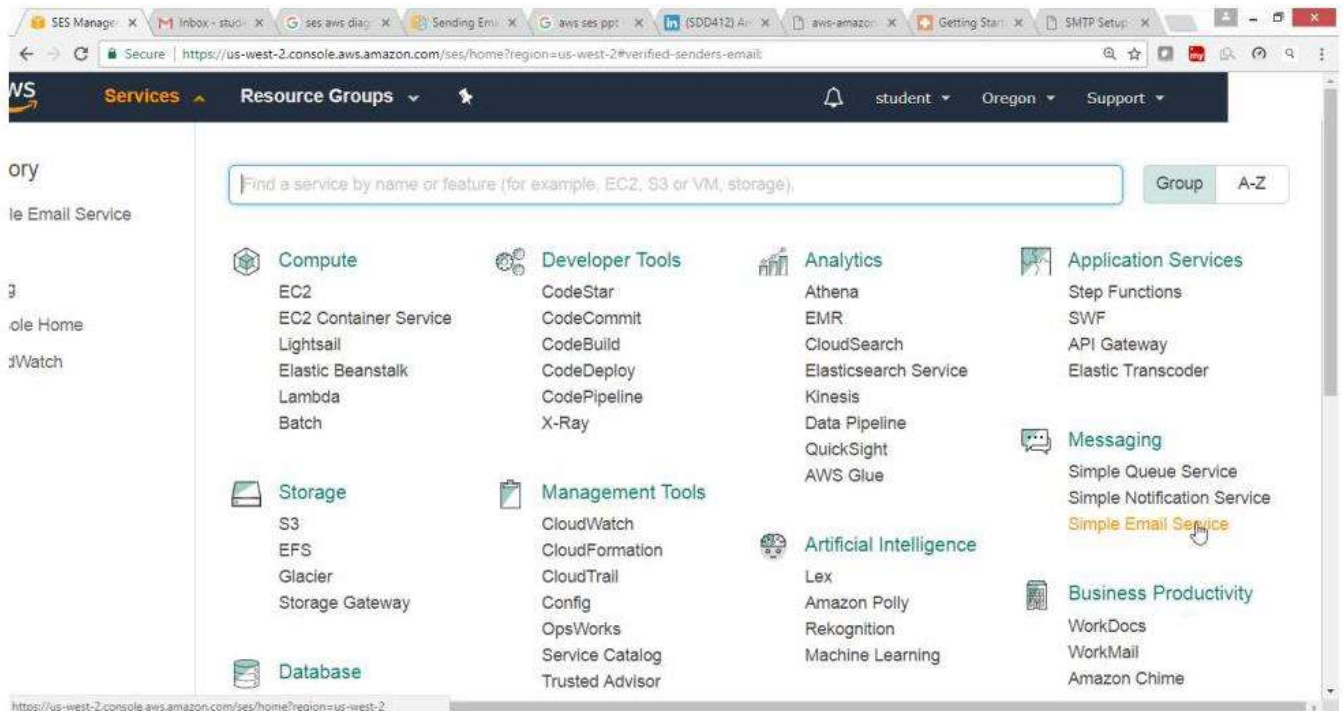 SES Manage
Inbox - stud
ses aws diag
Sending Em
aws ses ppt
(SDD412) A
aws-amazon
Getting Start
SMTP Setup
Secure https://us-west-2.console.aws.amazon.com/ses/home?region=us-west-2#verified-senders-email:
WS Services Resource Groups student Oregon Support
ory
le Email Service
g
ole Home
dWatch
Find a service by name or feature (for example, EC2, S3 or VM, storage).
Group A-Z
Compute
EC2
EC2 Container Service
Lightsail
Elastic Beanstalk
Lambda
Batch
Storage
S3
EFS
Glacier
Storage Gateway
Database
Developer Tools
CodeStar
CodeCommit
CodeBuild
CodeDeploy
CodePipeline
X-Ray
Management Tools
CloudWatch
CloudFormation
CloudTrail
Config
OpsWorks
Service Catalog
Trusted Advisor
Analytics
Athena
EMR
CloudSearch
Elasticsearch Service
Kinesis
Data Pipeline
QuickSight
AWS Glue
Artificial Intelligence
Lex
Amazon Polly
Rekognition
Machine Learning
Application Services
Step Functions
SWF
API Gateway
Elastic Transcoder
Messaging
Simple Queue Service
Simple Notification Service
Simple Email Service
Business Productivity
WorkDocs
WorkMail
Amazon Chime
https://us-west-2.console.aws.amazon.com/ses/home?region=us-west-2